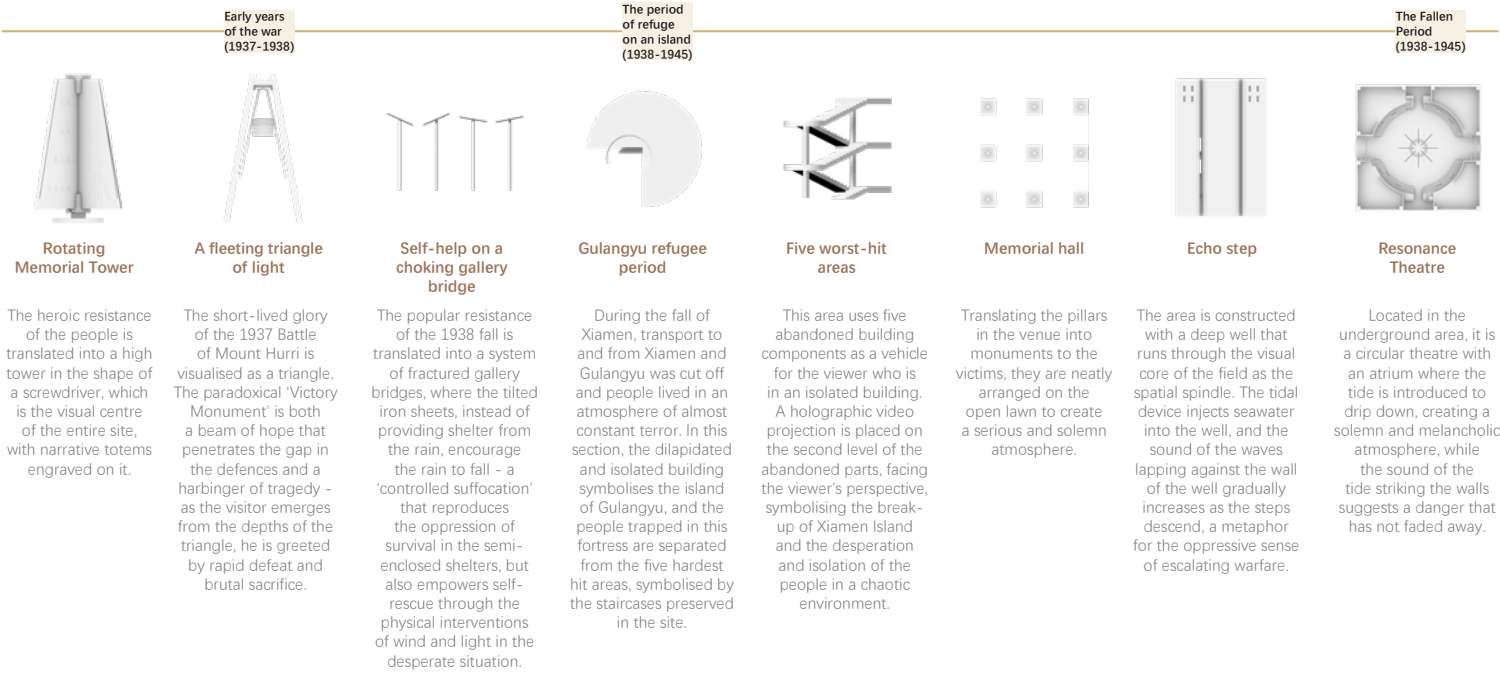 Early years
of the war
(1937-1938)
The period
of refuge
on an island
(1938-1945)
The Fallen
Period
(1938-1945)
Rotating
Memorial Tower
The heroic resistance
of the people is
translated into a high
tower in the shape of
a screwdriver, which
is the visual centre
of the entire site,
with narrative totems
engraved on it.
A fleeting triangle
of light
The short-lived glory
of the 1937 Battle
of Mount Hurri is
visualised as a triangle.
The paradoxical ‘Victory
Monument’ is both
a beam of hope that
penetrates the gap in
the defences and a
harbinger of tragedy -
as the visitor emerges
from the depths of the
triangle, he is greeted
by rapid defeat and
brutal sacrifice.
Self-help on a
choking gallery
bridge
The popular resistance
of the 1938 fall is
translated into a system
of fractured gallery
bridges, where the tilted
iron sheets, instead of
providing shelter from
the rain, encourage
the rain to fall - a
‘controlled suffocation’
that reproduces
the oppression of
survival in the semi-
enclosed shelters, but
also empowers self-
rescue through the
physical interventions
of wind and light in the
desperate situation.
Gulangyu refugee
period
During the fall of
Xiamen, transport to
and from Xiamen and
Gulangyu was cut off
and people lived in an
atmosphere of almost
constant terror. In this
section, the dilapidated
and isolated building
symbolises the island
of Gulangyu, and the
people trapped in this
fortress are separated
from the five hardest
hit areas, symbolised by
the staircases preserved
in the site.
Five worst-hit
areas
This area uses five
abandoned building
components as a vehicle
for the viewer who is
in an isolated building.
A holographic video
projection is placed on
the second level of the
abandoned parts, facing
the viewer's perspective,
symbolising the break-
up of Xiamen Island
and the desperation
and isolation of the
people in a chaotic
environment.
Memorial hall
Translating the pillars
in the venue into
monuments to the
victims, they are neatly
arranged on the
open lawn to create
a serious and solemn
atmosphere.
Echo step
The area is constructed
with a deep well that
runs through the visual
core of the field as the
spatial spindle. The tidal
device injects seawater
into the well, and the
sound of the waves
lapping against the wall
of the well gradually
increases as the steps
descend, a metaphor
for the oppressive sense
of escalating warfare.
Resonance
Theatre
Located in the
underground area, it is
a circular theatre with
an atrium where the
tide is introduced to
drip down, creating a
solemn and melancholic
atmosphere, while
the sound of the
tide striking the walls
suggests a danger that
has not faded away.